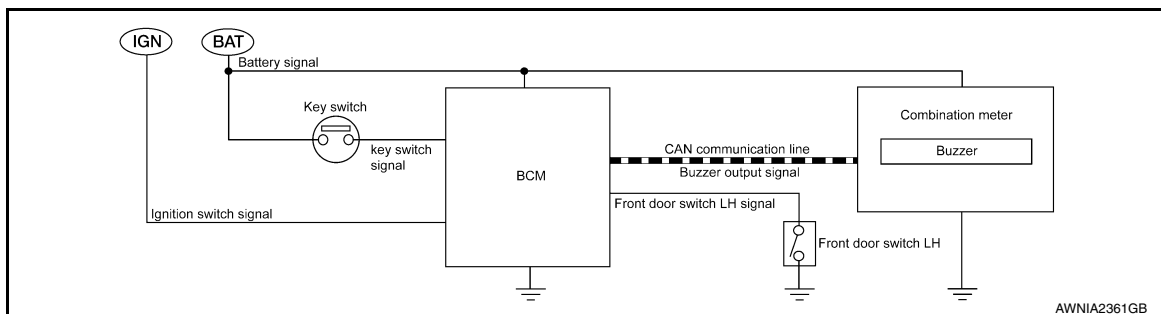 IGN
BAT
Battery signal
Key switch
key switch
signal
Ignition switch signal
BCM
CAN communication line
Buzzer output signal
Front door switch LH signal
Front door switch LH
Combination meter
Buzzer
AWNIA2361GB